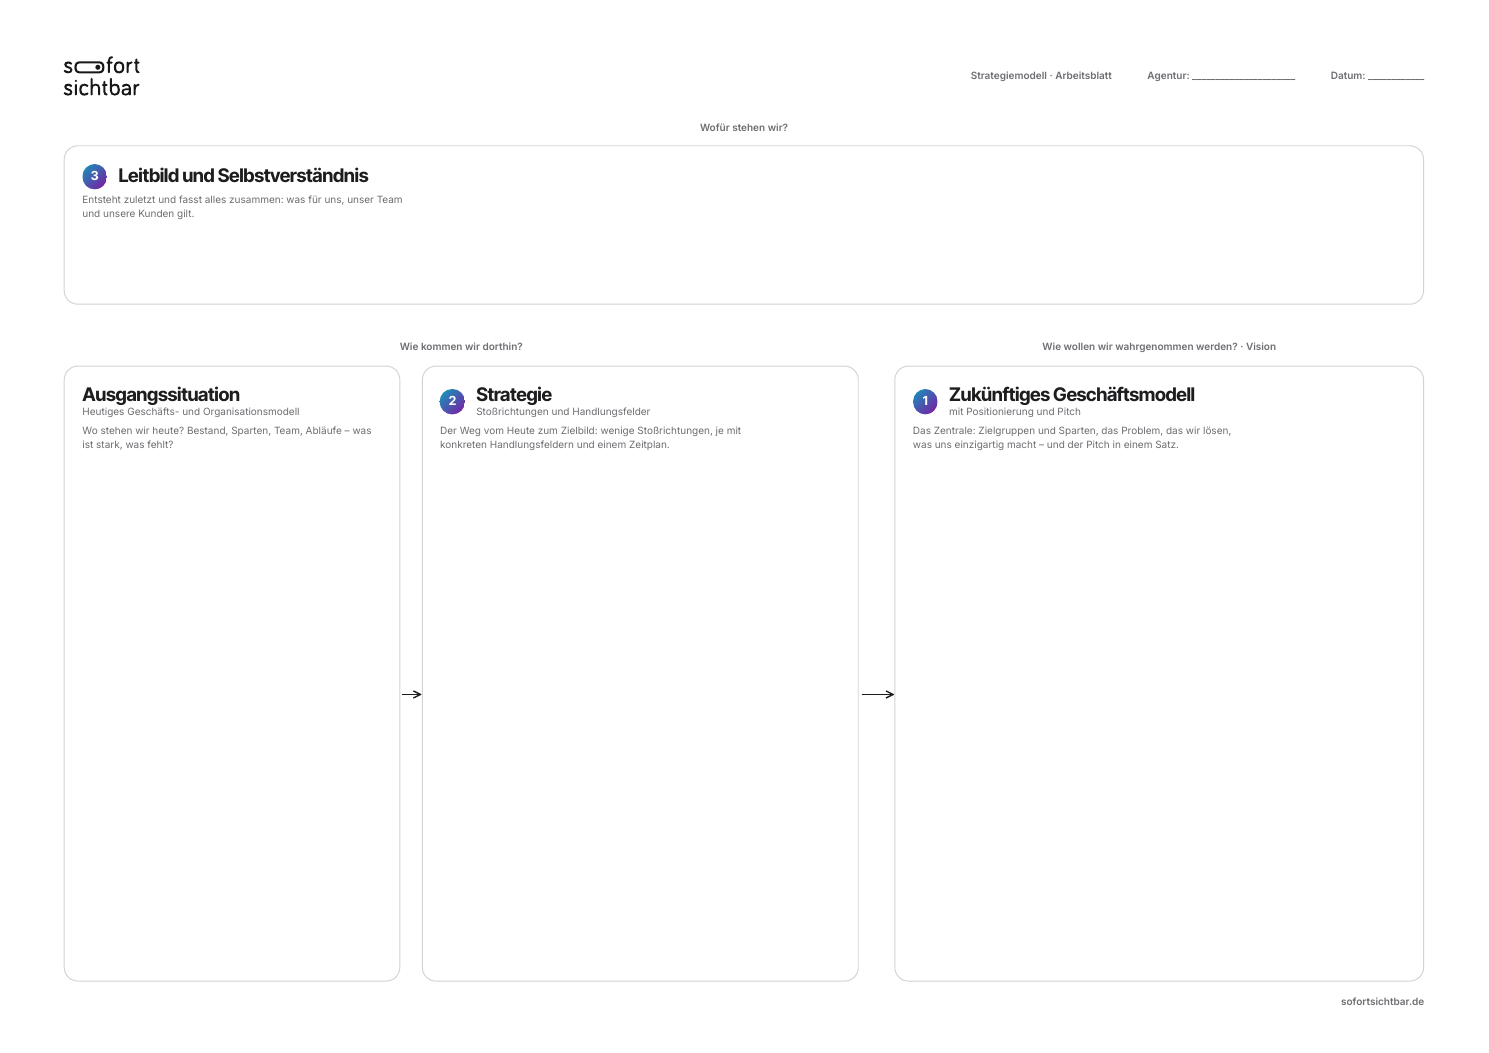 sofort
sichtbar
Strategiemodell · Arbeitsblatt
Agentur: ____________________
Datum: ___________
Wofür stehen wir?
3
Leitbild und Selbstverständnis
Entsteht zuletzt und fasst alles zusammen: was für uns, unser Team
und unsere Kunden gilt.
Wie kommen wir dorthin?
Wie wollen wir wahrgenommen werden? · Vision
Ausgangssituation
Heutiges Geschäfts- und Organisationsmodell
Wo stehen wir heute? Bestand, Sparten, Team, Abläufe – was
ist stark, was fehlt?
2
Strategie
Stoßrichtungen und Handlungsfelder
Der Weg vom Heute zum Zielbild: wenige Stoßrichtungen, je mit
konkreten Handlungsfeldern und einem Zeitplan.
1
Zukünftiges Geschäftsmodell
mit Positionierung und Pitch
Das Zentrale: Zielgruppen und Sparten, das Problem, das wir lösen,
was uns einzigartig macht – und der Pitch in einem Satz.
sofortsichtbar.de